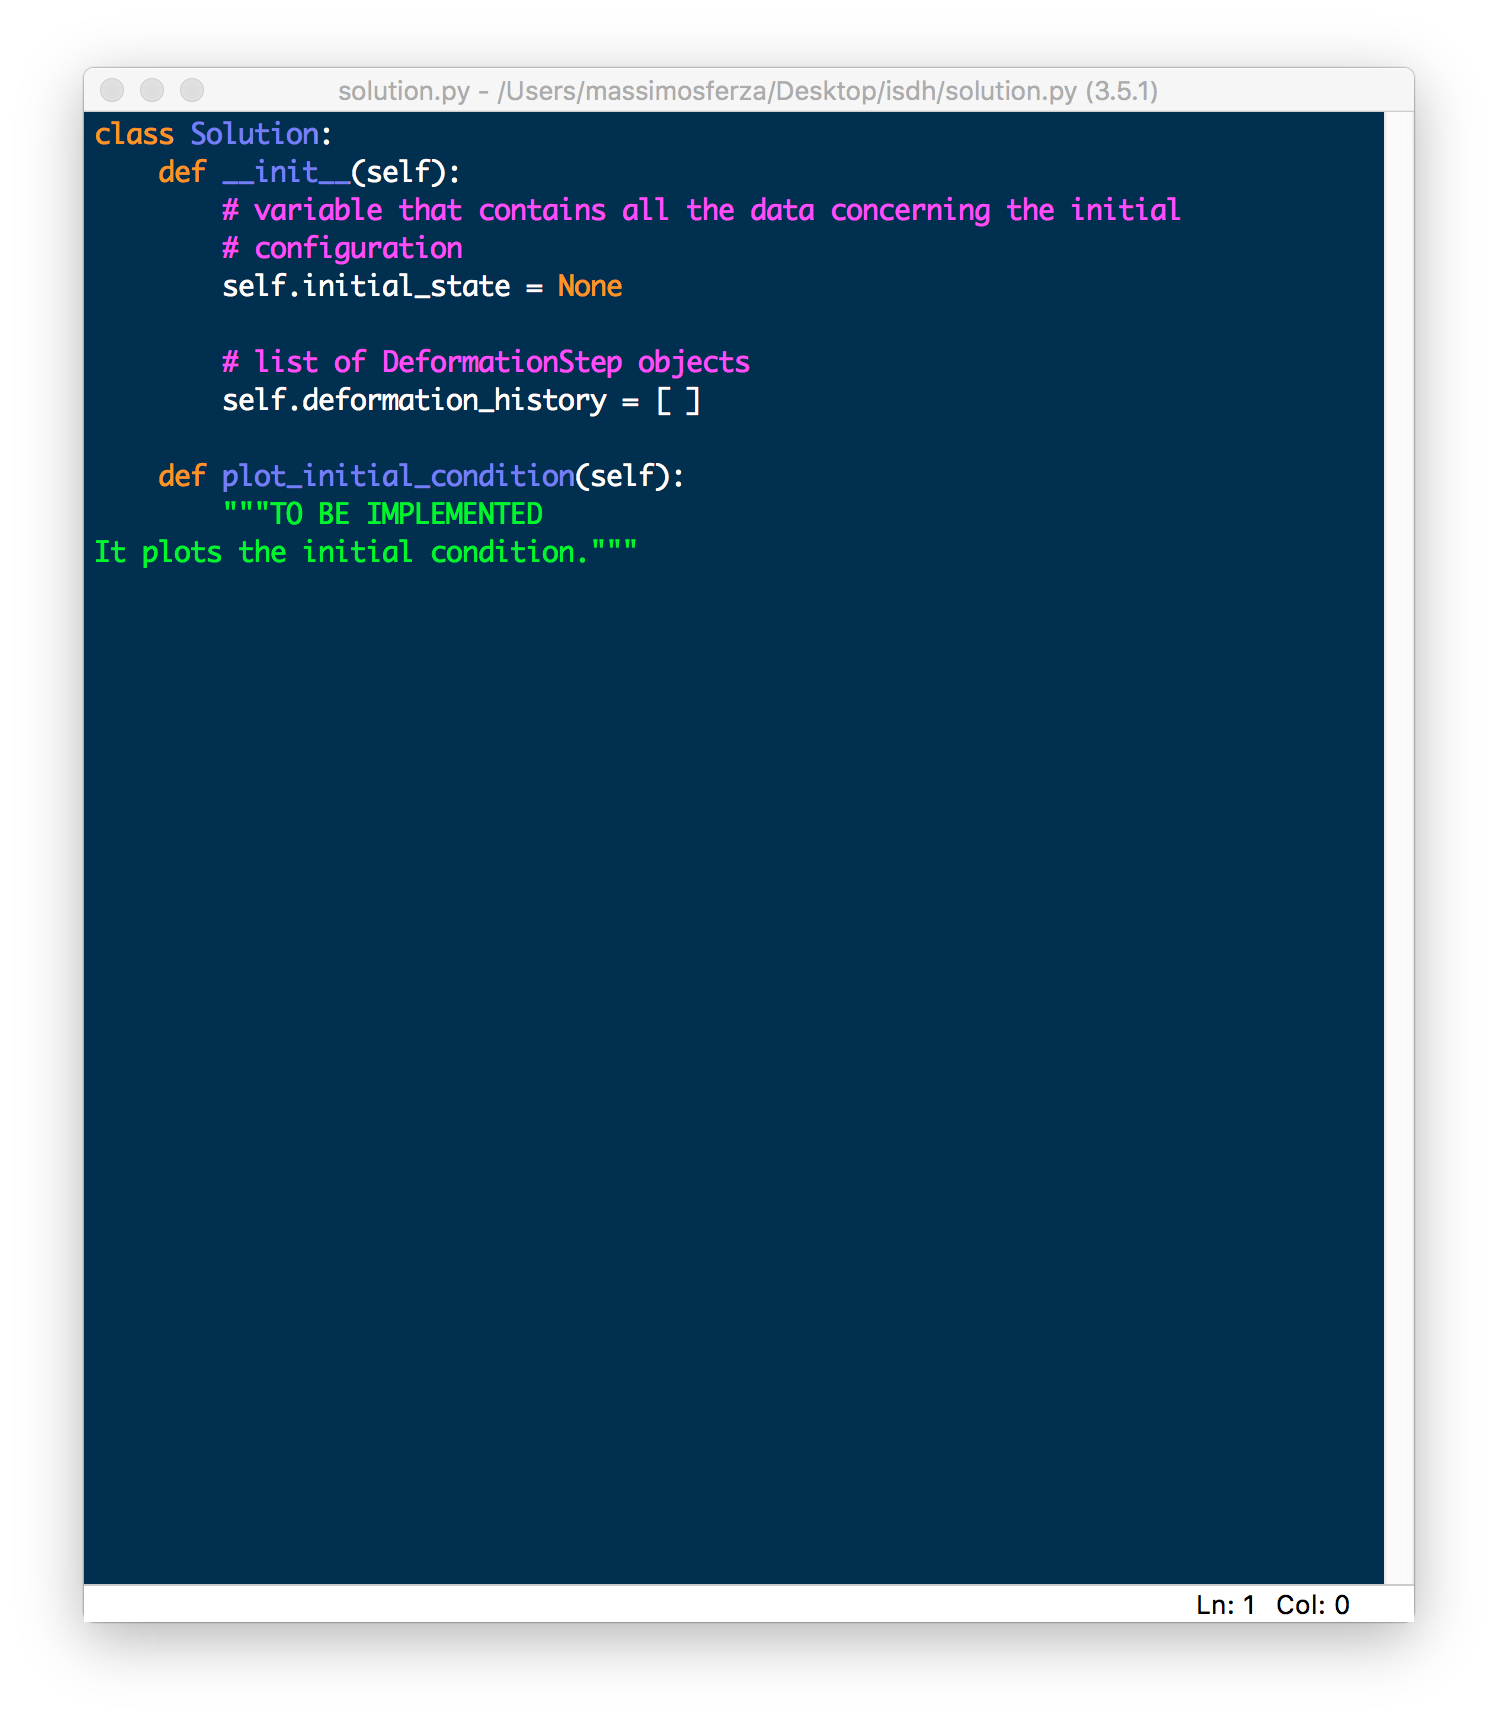 solution.py - /Users/massimosferza/Desktop/isdh/solution.py (3.5.1)
class Solution:
    def __init__(self):
        # variable that contains all the data concerning the initial
        # configuration
        self.initial_state = None
        # list of DeformationStep objects
        self.deformation_history = [ ]
    def plot_initial_condition(self):
        """TO BE IMPLEMENTED
It plots the initial condition."""
Ln: 1 Col: 0